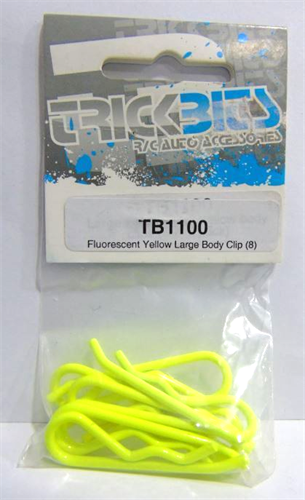 TRICKBITS
R/C AUTO ACCESSORIES
TB1100
Fluorescent Yellow Large Body Clip (8)